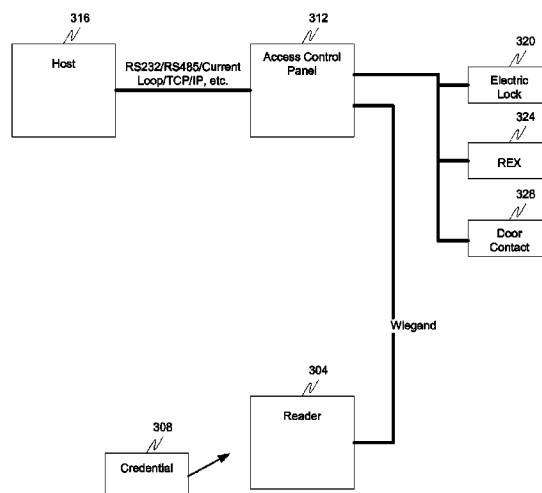 316
Host
RS232/RS485/Current
Loop/TCP/IP, etc.
312
Access Control
Panel
320
Electric
Lock
324
REX
328
Door
Contact
Wiegand
304
Reader
308
Credential